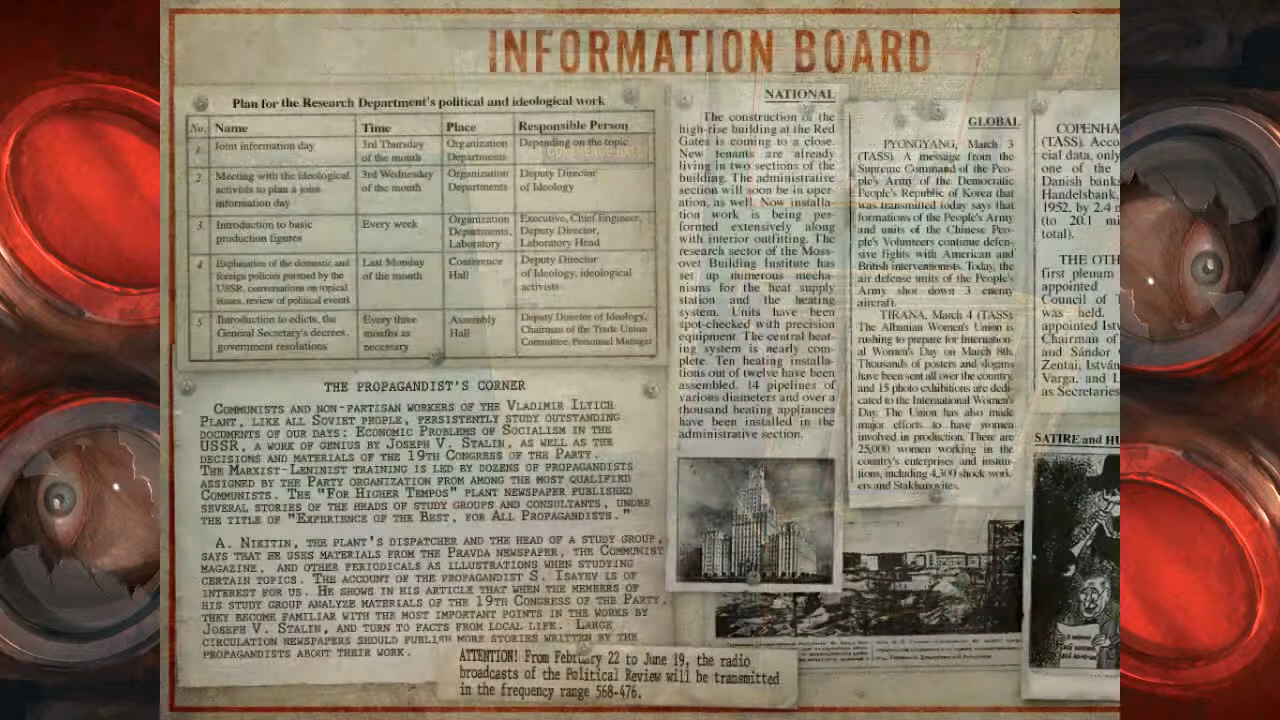 INFORMATION BOARD
Plan for the Research Department's political and ideological work
No. Name Time Place Responsible Person
1 Joint information day 3rd Thursday of the month Organization Departments Depending on the topic
2 Meeting with the ideological activists to plan a joint information day 3rd Wednesday of the month Organization Departments Deputy Director of Ideology
3 Introduction to basic production figures Every week Organization Departments, Laboratory Executive, Chief Engineer, Deputy Director, Laboratory Head
4 Explanation of the domestic and foreign policies pursued by the USSR, conversations on topical issues, review of political events Last Monday of the month Conference Hall Deputy Director of Ideology, ideological activists
5 Introduction to edicts, the General Secretary's decrees, government resolutions Every three months as necessary Assembly Hall Deputy Director of Ideology, Chairman of the Trade Union Committee, Personnel Manager
THE PROPAGANDIST'S CORNER
COMMUNISTS AND NON-PARTISAN WORKERS OF THE VLADIMIR ILYICH
PLANT, LIKE ALL SOVIET PEOPLE, PERSISTENTLY STUDY OUTSTANDING
DOCUMENTS OF OUR DAYS: ECONOMIC PROBLEMS OF SOCIALISM IN THE
USSR, A WORK OF GENIUS BY JOSEPH V. STALIN, AS WELL AS THE
DECISIONS AND MATERIALS OF THE 19TH CONGRESS OF THE PARTY.
THE MARXIST-LENINIST TRAINING IS LED BY DOZENS OF PROPAGANDISTS
ASSIGNED BY THE PARTY ORGANIZATION FROM AMONG THE MOST QUALIFIED
COMMUNISTS. THE "FOR HIGHER TEMPOS" PLANT NEWSPAPER PUBLISHED
SEVERAL STORIES OF THE HEADS OF STUDY GROUPS AND CONSULTANTS, UNDER
THE TITLE OF "EXPERIENCE OF THE BEST, FOR ALL PROPAGANDISTS."
A. NIKITIN, THE PLANT'S DISPATCHER AND THE HEAD OF A STUDY GROUP,
SAYS THAT HE USES MATERIALS FROM THE PRAVDA NEWSPAPER, THE COMMUNIST
MAGAZINE, AND OTHER PERIODICALS AS ILLUSTRATIONS WHEN STUDYING
CERTAIN TOPICS. THE ACCOUNT OF THE PROPAGANDIST S. ISAYEV IS OF
INTEREST FOR US. HE SHOWS IN HIS ARTICLE THAT WHEN THE MEMBERS OF
HIS STUDY GROUP ANALYZE MATERIALS OF THE 19TH CONGRESS OF THE PARTY,
THEY BECOME FAMILIAR WITH THE MOST IMPORTANT POINTS IN THE WORKS BY
JOSEPH V. STALIN, AND TURN TO FACTS FROM LOCAL LIFE. LARGE
CIRCULATION NEWSPAPERS SHOULD PUBLISH MORE STORIES WRITTEN BY THE
PROPAGANDISTS ABOUT THEIR WORK.
ATTENTION! From February 22 to June 19, the radio
broadcasts of the Political Review will be transmitted
in the frequency range 568-476.
NATIONAL
The construction of the
high-rise building at the Red
Gates is coming to a close.
New tenants are already
living in two sections of the
building. The administrative
section will soon be in oper-
ation, as well. Now installa-
tion work is being per-
formed extensively along
with interior outfitting. The
research sector of the Moss-
ovet Building Institute has
set up numerous mecha-
nisms for the heat supply
station and the heating
system. Units have been
spot-checked with precision
equipment. The central heat-
ing system is nearly com-
plete. Ten heating installa-
tions out of twelve have been
assembled. 14 pipelines of
various diameters and over a
thousand heating appliances
have been installed in the
administrative section.
GLOBAL
PYONGYANG, March 3
(TASS). A message from the
Supreme Command of the Peo-
ple's Army of the Democratic
People's Republic of Korea that
was transmitted today says that
formations of the People's Army
and units of the Chinese Peo-
ple's Volunteers continue defen-
sive fights with American and
British interventionists. Today, the
air defense units of the People's
Army shot down 3 enemy
aircraft.
TIRANA, March 4 (TASS).
The Albanian Women's Union is
rushing to prepare for Internation-
al Women's Day on March 8th.
Thousands of posters and slogans
have been sent all over the country,
and 15 photo exhibitions are dedi-
cated to the International Women's
Day. The Union has also made
major efforts to have women
involved in production. There are
25,000 women working in the
country's enterprises and institu-
tions, including 4,300 shock work-
ers and Stakhanovites.
COPENHA
(TASS). Acco
cial data, only
one of the
Danish banks
Handelsbank,
1952, by 2.4 m
(to 20.1 mi
total).
THE OTH
first plenum
appointed
Council of T
was held.
appointed Istv
Chairman of
and Sándor
Zentai, István
Varga, and L
as Secretaries
SATIRE and HU